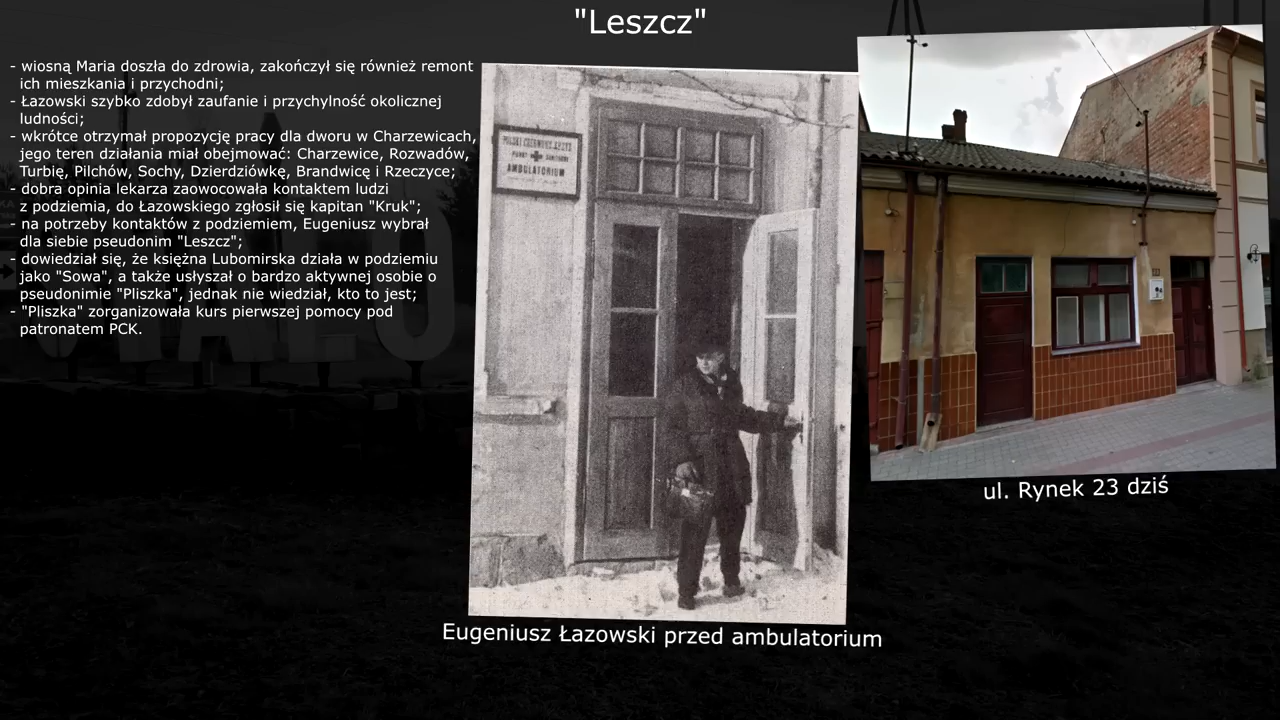 "Leszcz"
- wiosną Maria doszła do zdrowia, zakończył się również remont
ich mieszkania i przychodni;
- Łazowski szybko zdobył zaufanie i przychylność okolicznej
ludności;
- wkrótce otrzymał propozycję pracy dla dworu w Charzewicach,
jego teren działania miał obejmować: Charzewice, Rozwadów,
Turbię, Pilchów, Sochy, Dzierdziówkę, Brandwicę i Rzeczyce;
- dobra opinia lekarza zaowocowała kontaktem ludzi
z podziemia, do Łazowskiego zgłosił się kapitan "Kruk";
- na potrzeby kontaktów z podziemiem, Eugeniusz wybrał
dla siebie pseudonim "Leszcz";
- dowiedział się, że księżna Lubomirska działa w podziemiu
jako "Sowa", a także usłyszał o bardzo aktywnej osobie o
pseudonimie "Pliszka", jednak nie wiedział, kto to jest;
- "Pliszka" zorganizowała kurs pierwszej pomocy pod
patronatem PCK.
POLSKI CZERWONY KRZYŻ
PUNKT SANITARNY
AMBULATORIUM
Eugeniusz Łazowski przed ambulatorium
ul. Rynek 23 dziś